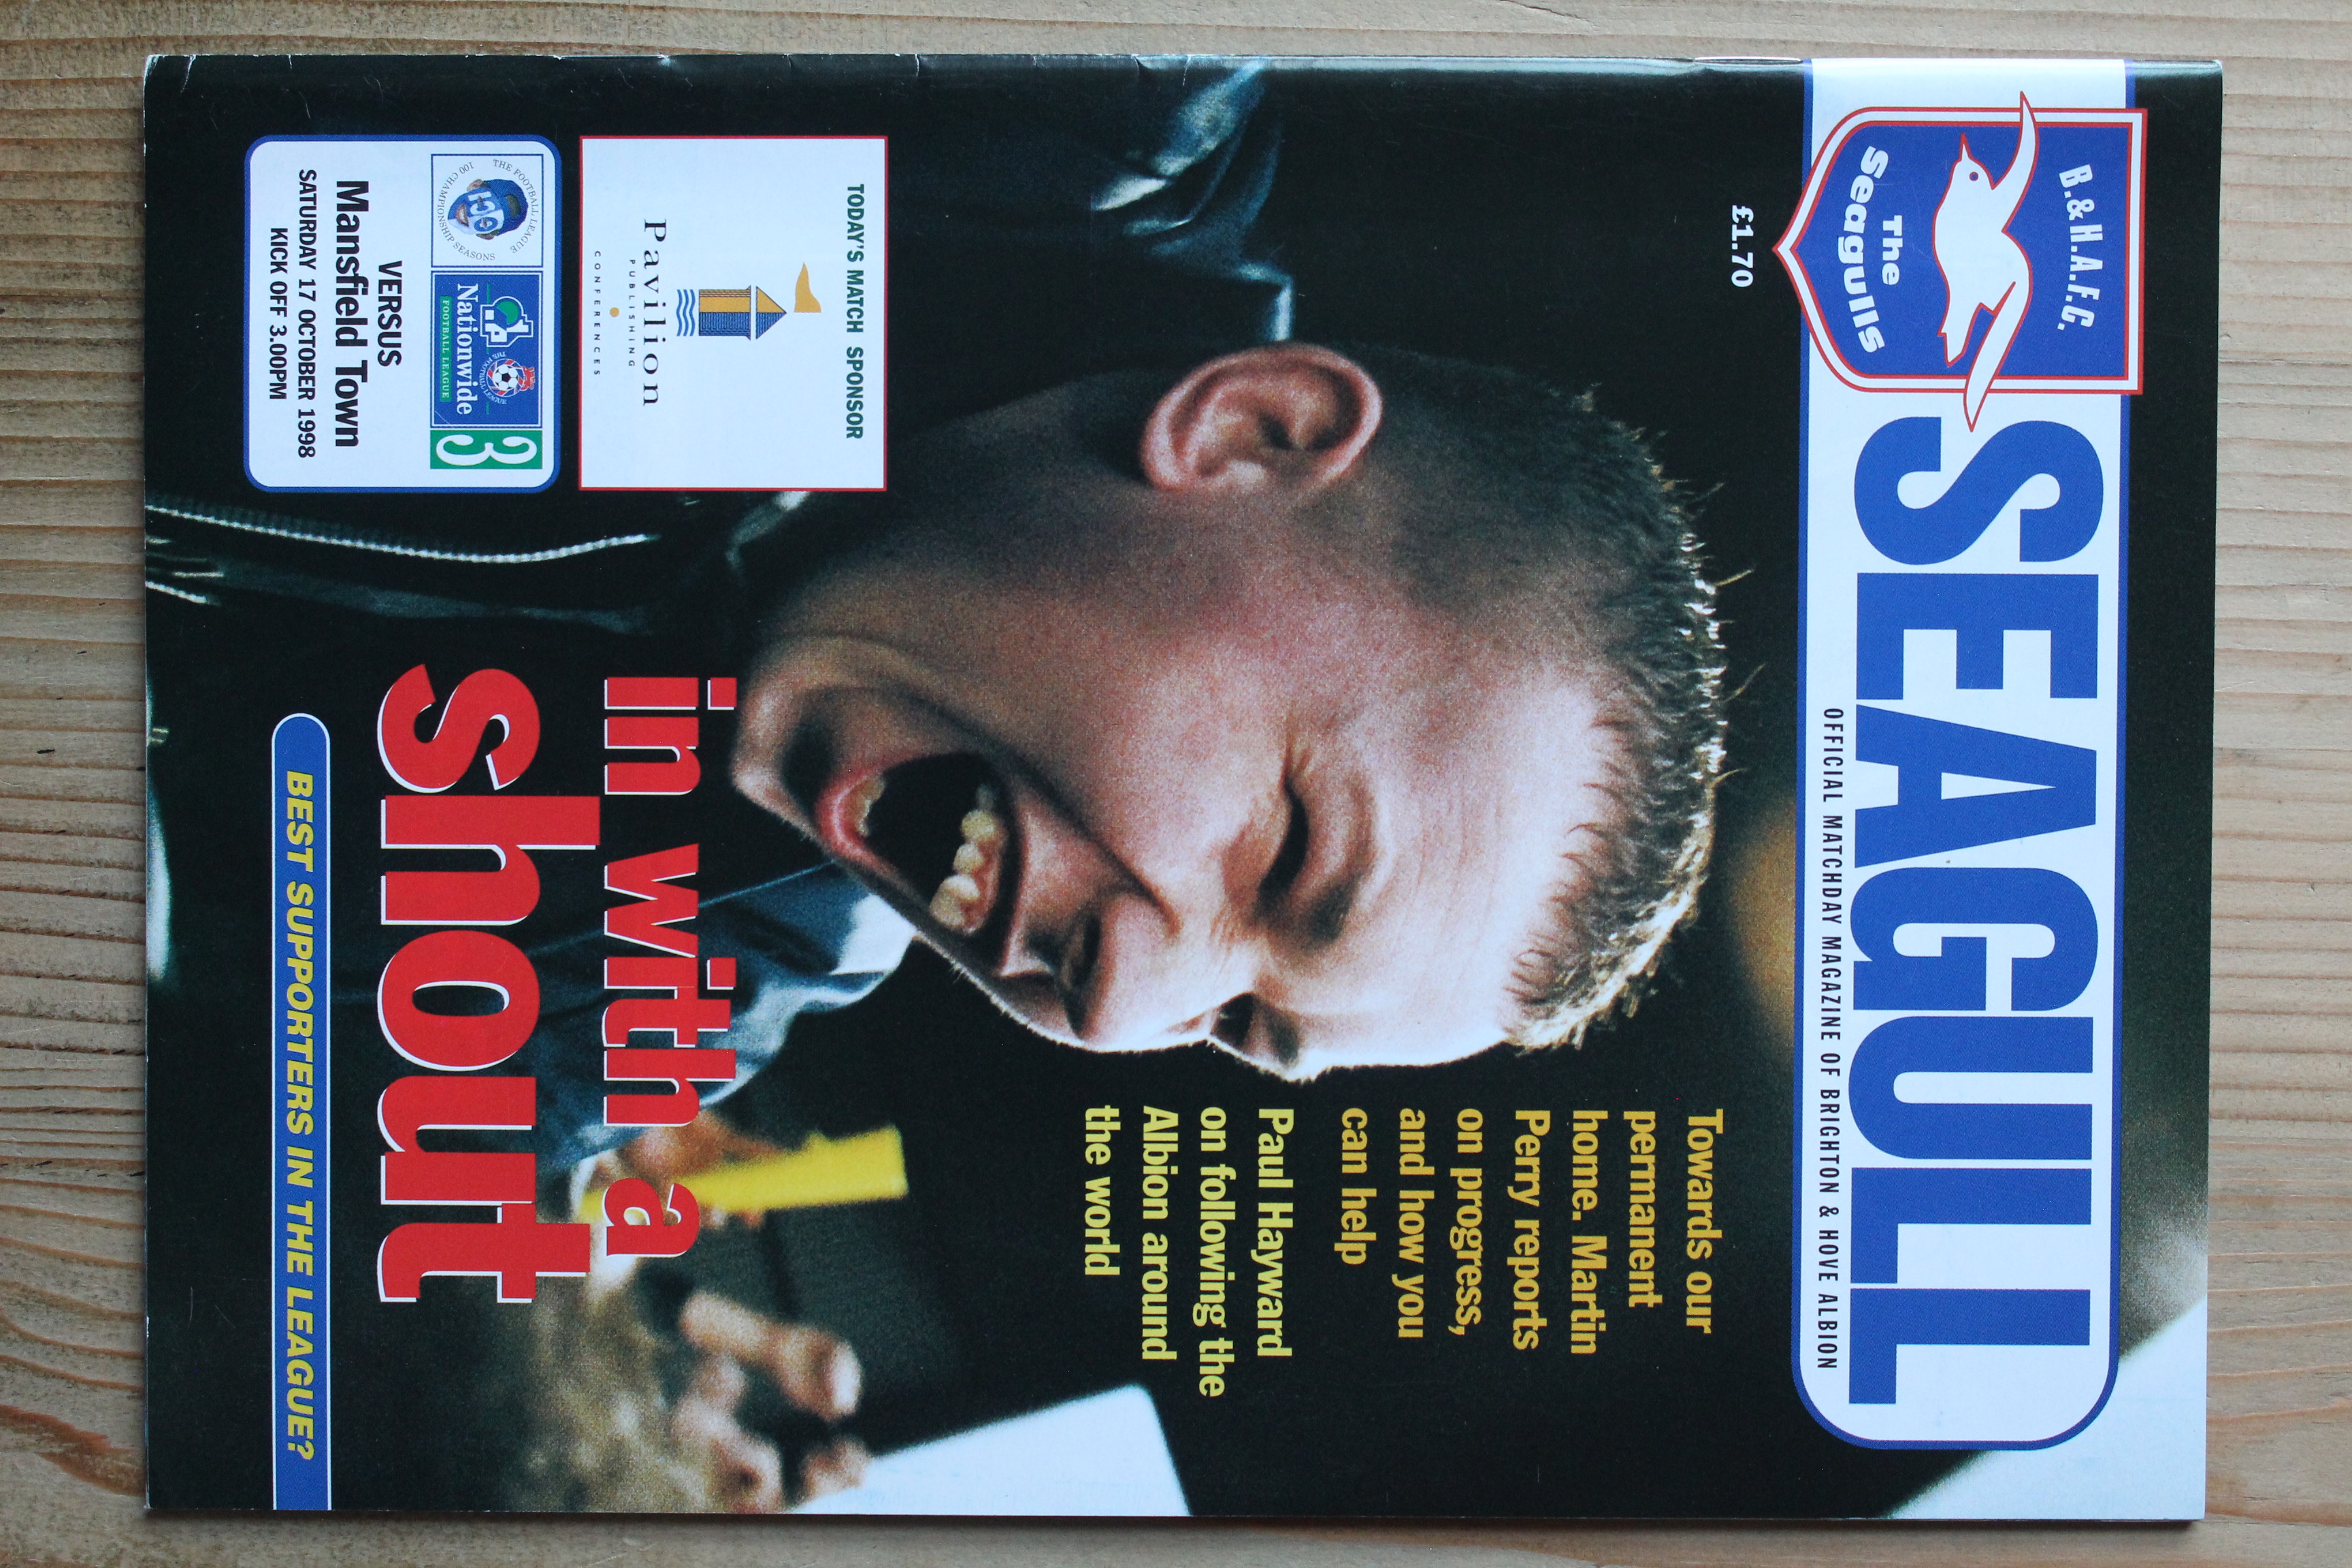 B.&H.A.F.C.
The
Seagulls
SEAGULL
OFFICIAL MATCHDAY MAGAZINE OF BRIGHTON & HOVE ALBION
£1.70
Towards our
permanent
home. Martin
Perry reports
on progress,
and how you
can help
Paul Hayward
on following the
Albion around
the world
TODAY'S MATCH SPONSOR
Pavilion
PUBLISHING
CONFERENCES
in with a
shout
THE FOOTBALL LEAGUE
100 CHAMPIONSHIP SEASONS
Nationwide
FOOTBALL LEAGUE
3
VERSUS
Mansfield Town
SATURDAY 17 OCTOBER 1998
KICK OFF 3.00PM
BEST SUPPORTERS IN THE LEAGUE?